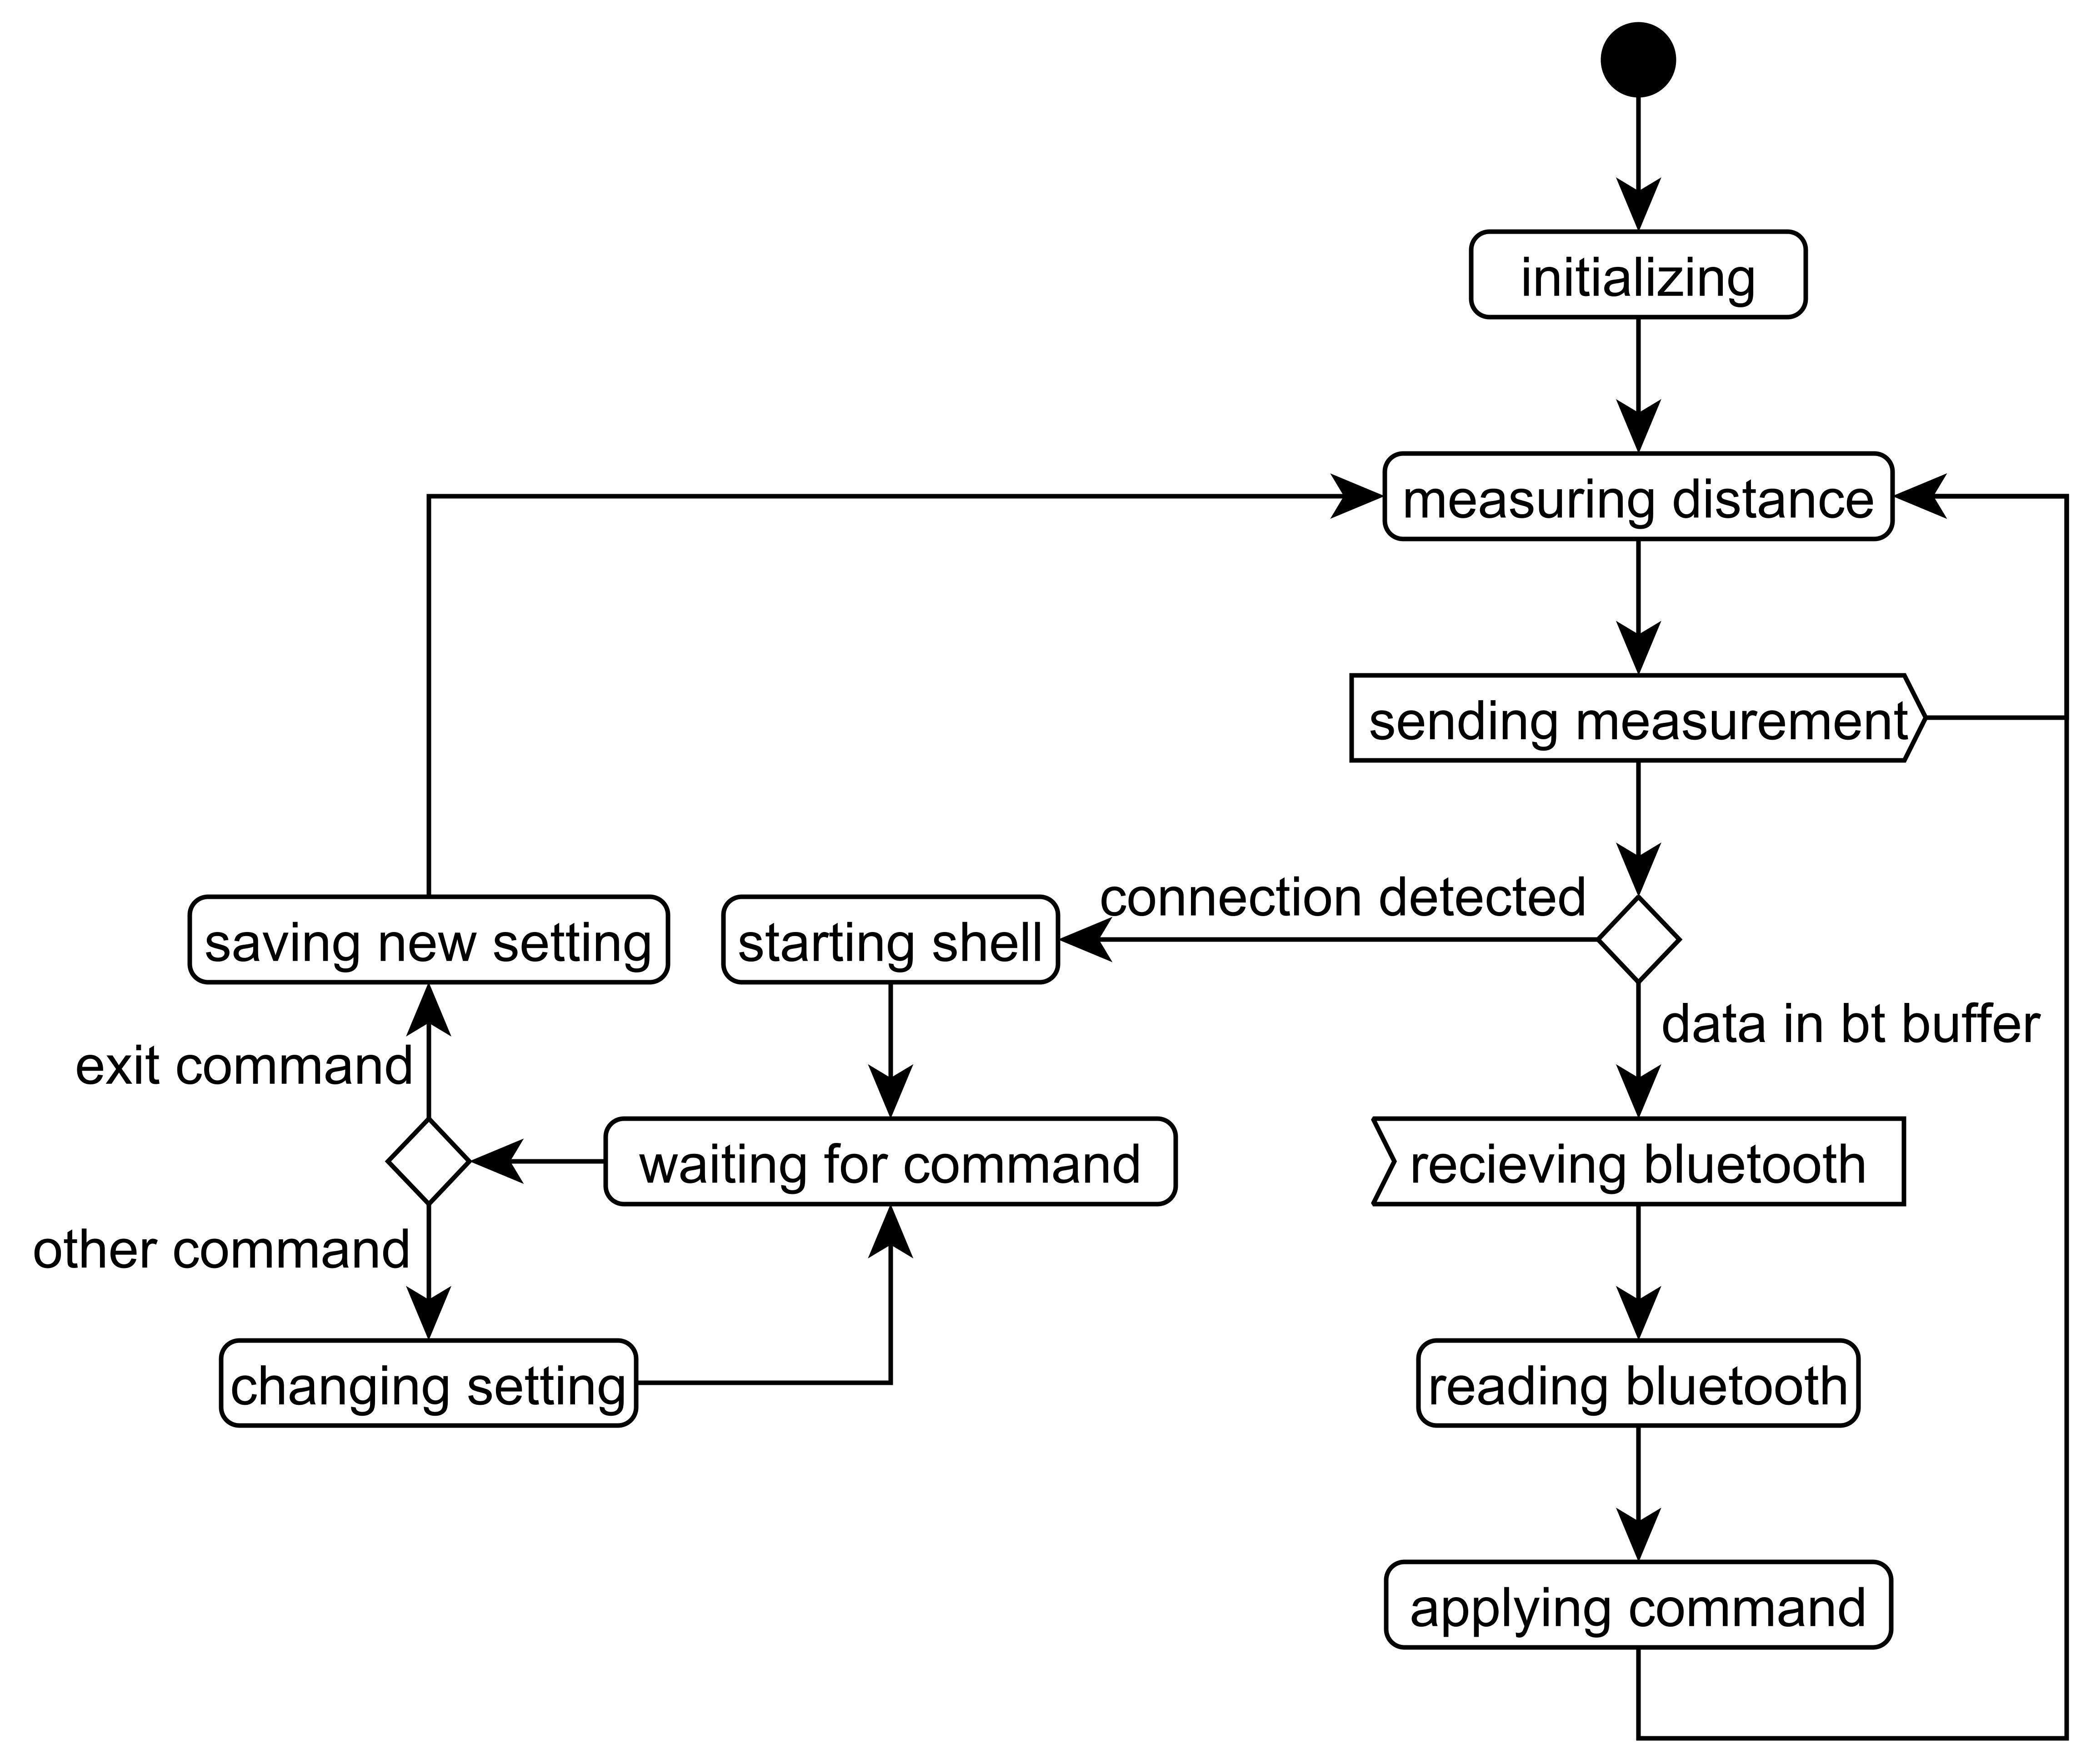 initializing
measuring distance
sending measurement
connection detected
saving new setting
starting shell
data in bt buffer
exit command
waiting for command
recieving bluetooth
other command
changing setting
reading bluetooth
applying command